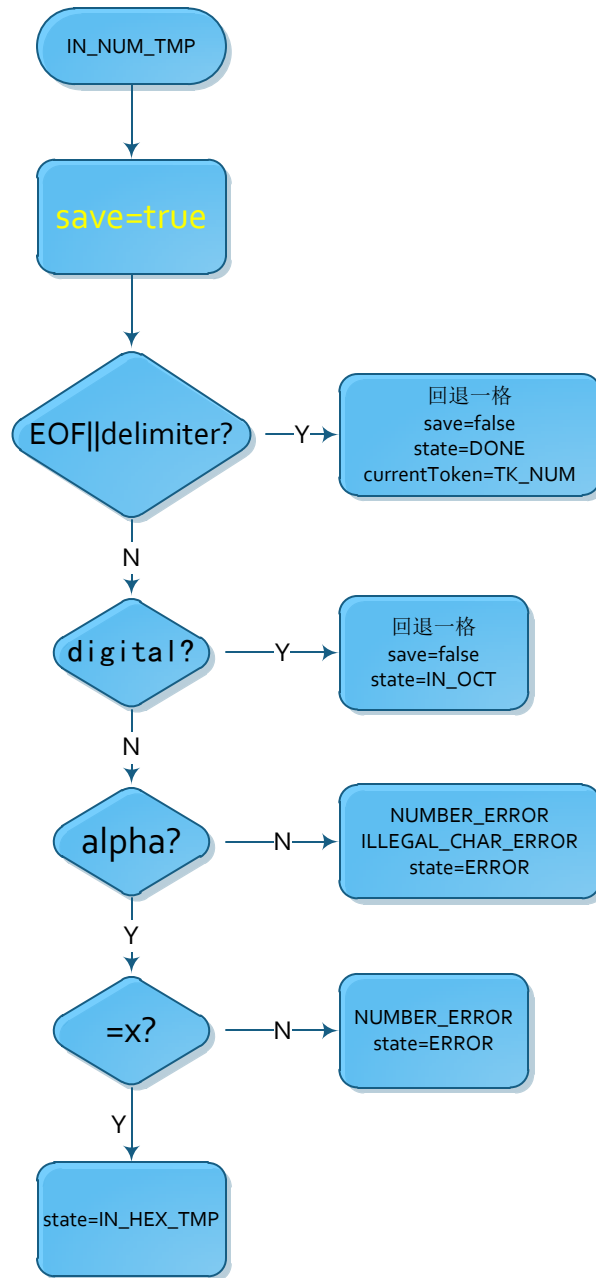 IN_NUM_TMP
save=true
EOF||delimiter?
Y
回退一格
save=false
state=DONE
currentToken=TK_NUM
N
digital?
Y
回退一格
save=false
state=IN_OCT
N
alpha?
N
NUMBER_ERROR
ILLEGAL_CHAR_ERROR
state=ERROR
Y
=x?
N
NUMBER_ERROR
state=ERROR
Y
state=IN_HEX_TMP